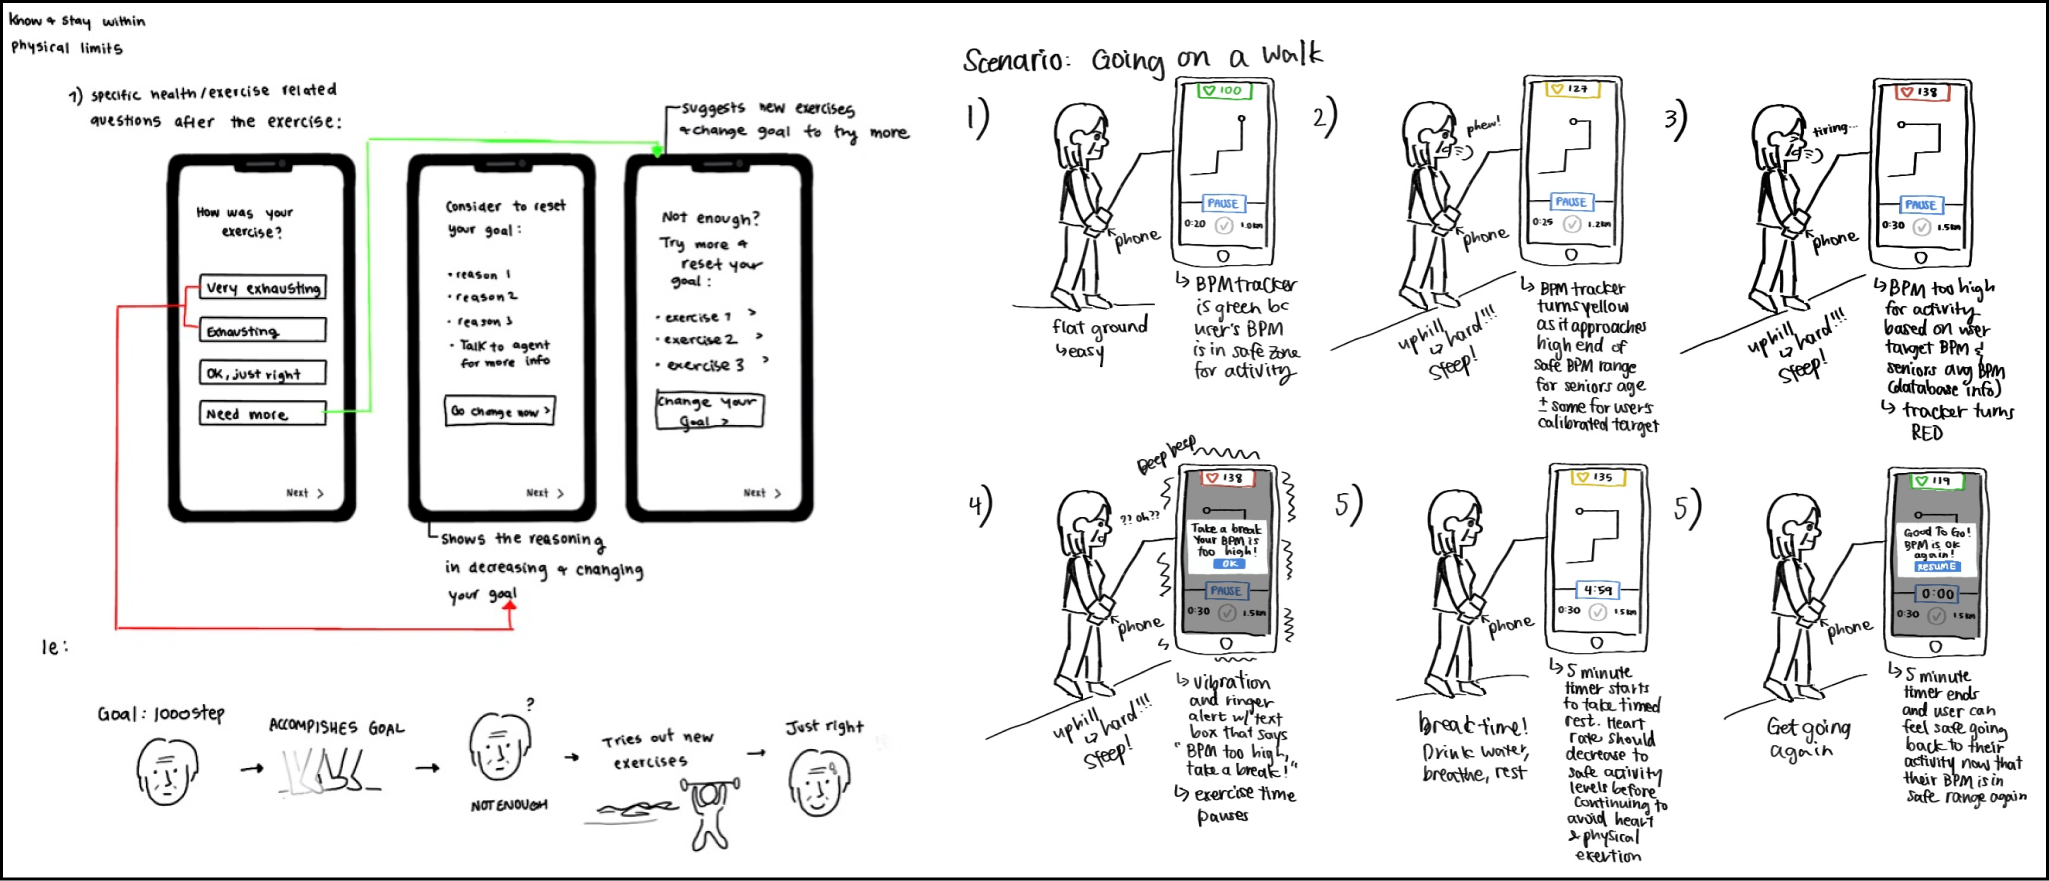 Know & stay within
physical limits
1) specific health/exercise related
questions after the exercise:
How was your
exercise?
Very exhausting
Exhausting
OK, just right
Need more
Next >
Consider to reset
your goal:
• reason 1
• reason 2
• reason 3
• Talk to agent
for more info
Go change now >
Next >
Shows the reasoning
in decreasing & changing
your goal
suggests new exercises
& change goal to try more
Not enough?
Try more &
reset your
goal:
• exercise 1 >
• exercise 2 >
• exercise 3 >
Change your
Goal >
Next >
Ie:
Goal: 1000step
ACCOMPISHES GOAL
?
NOT ENOUGH
Tries out new
exercises
Just right
Scenario: Going on a walk
1)
100
PAUSE
0:20
1.0km
phone
flat ground
↳ easy
↳ BPM tracker
is green bc
user's BPM
is in safe zone
for activity
2)
phew!
127
PAUSE
0:25
1.2km
phone
uphill
↳ hard!!!
steep!
↳ BPM tracker
turns yellow
as it approaches
high end of
safe BPM range
for seniors age
± some for user's
calibrated target
3)
tiring...
138
PAUSE
0:30
1.5km
phone
uphill
↳ hard!!!
steep!
↳ BPM too high
for activity
based on user
target BPM &
seniors avg BPM
(database info)
↳ tracker turns
RED
4)
Beep beep
?? oh??
138
Take a break
Your BPM is
too high!
OK
PAUSE
0:30
1.5km
phone
uphill
↳ hard!!!
steep!
↳ vibration
and ringer
alert w/ text
box that says
"BPM too high,
take a break!"
↳ exercise time
pauses
5)
135
4:59
0:30
1.5km
phone
break time!
Drink water,
breathe, rest
↳ 5 minute
timer starts
to take timed
rest. Heart
rate should
decrease to
safe activity
levels before
continuing to
avoid heart
& physical
exertion
5)
119
Good To Go!
BPM is OK
again!
RESUME
0:00
0:30
1.5km
phone
Get going
again
↳ 5 minute
timer ends
and user can
feel safe going
back to their
activity now that
their BPM is in
safe range again